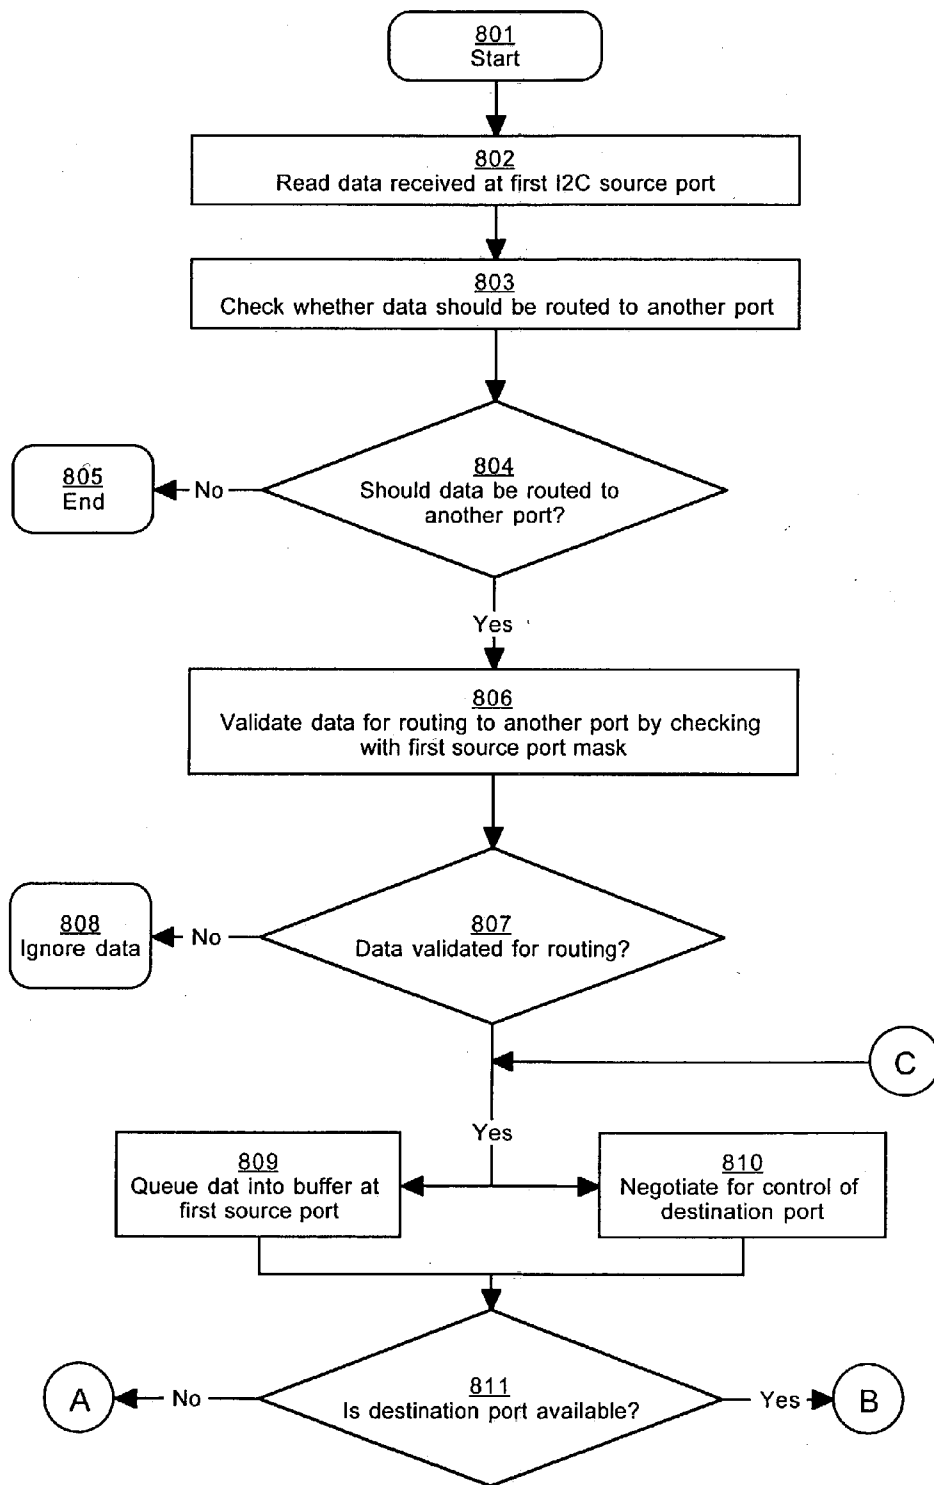 801
Start
802
Read data received at first I2C source port
803
Check whether data should be routed to another port
804
Should data be routed to
another port?
No
805
End
Yes
806
Validate data for routing to another port by checking
with first source port mask
807
Data validated for routing?
No
808
Ignore data
C
Yes
809
Queue dat into buffer at
first source port
810
Negotiate for control of
destination port
811
Is destination port available?
No
A
Yes
B